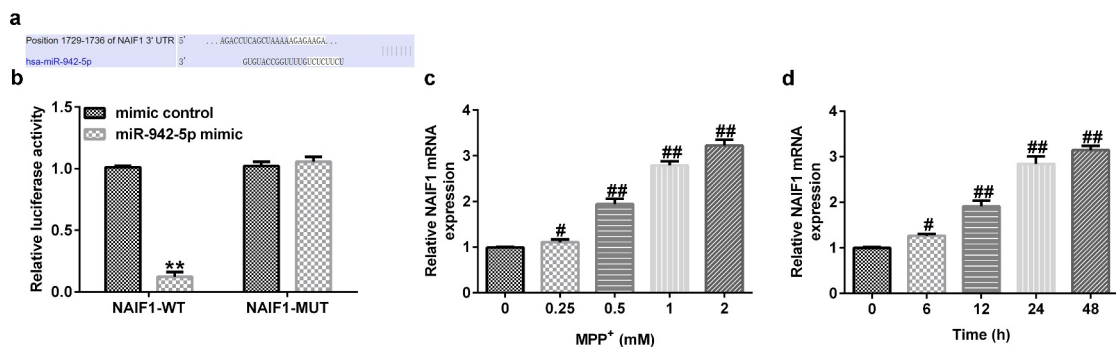 a
Position 1729-1736 of NAIF1 3' UTR 5' ...AGACCUCAGCUAAAAAGAGAAGA...
hsa-miR-942-5p 3' GUGUACCGGUUUUGUCUCUUCU
b
Relative luciferase activity
1.5
1.0
0.5
0.0
mimic control
miR-942-5p mimic
**
NAIF1-WT NAIF1-MUT
c
Relative NAIF1 mRNA
expression
4
3
2
1
0
# ## ## ##
0 0.25 0.5 1 2
MPP+ (mM)
d
Relative NAIF1 mRNA
expression
4
3
2
1
0
# ## ## ##
0 6 12 24 48
Time (h)